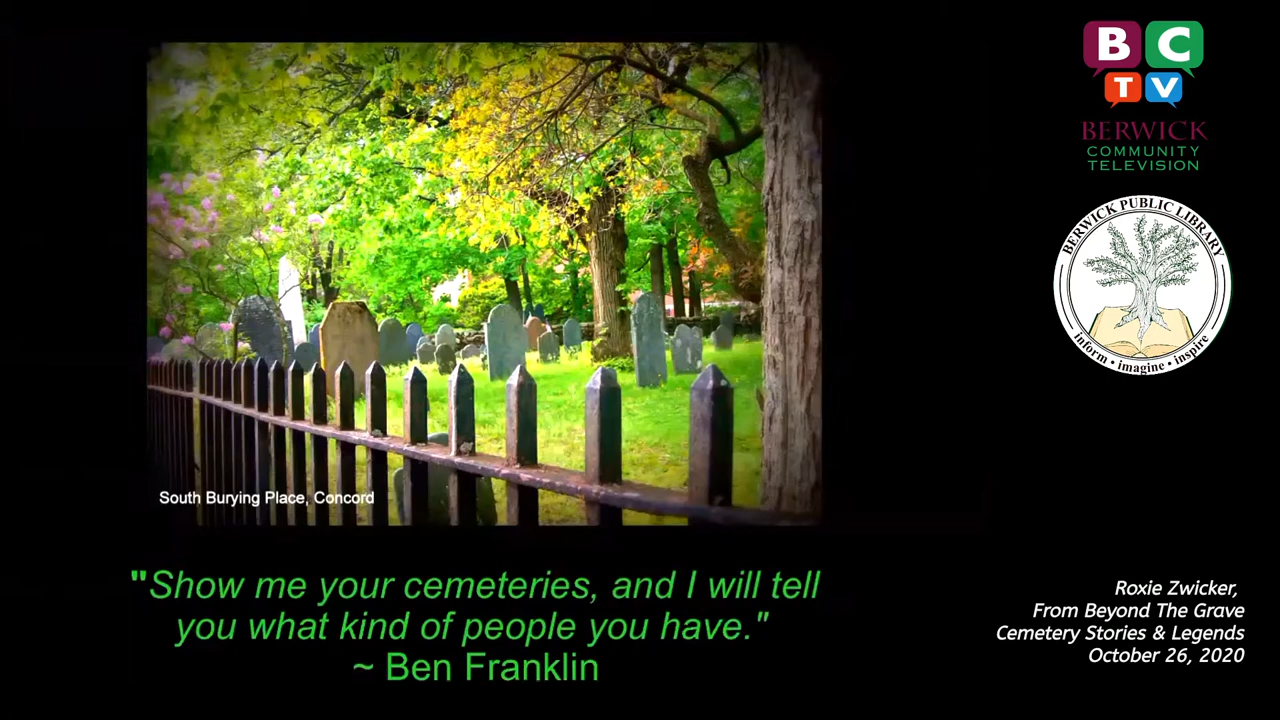 B C
T V
BERWICK
COMMUNITY
TELEVISION
BERWICK PUBLIC LIBRARY
inform • imagine • inspire
South Burying Place, Concord
"Show me your cemeteries, and I will tell
you what kind of people you have."
~ Ben Franklin
Roxie Zwicker,
From Beyond The Grave
Cemetery Stories & Legends
October 26, 2020